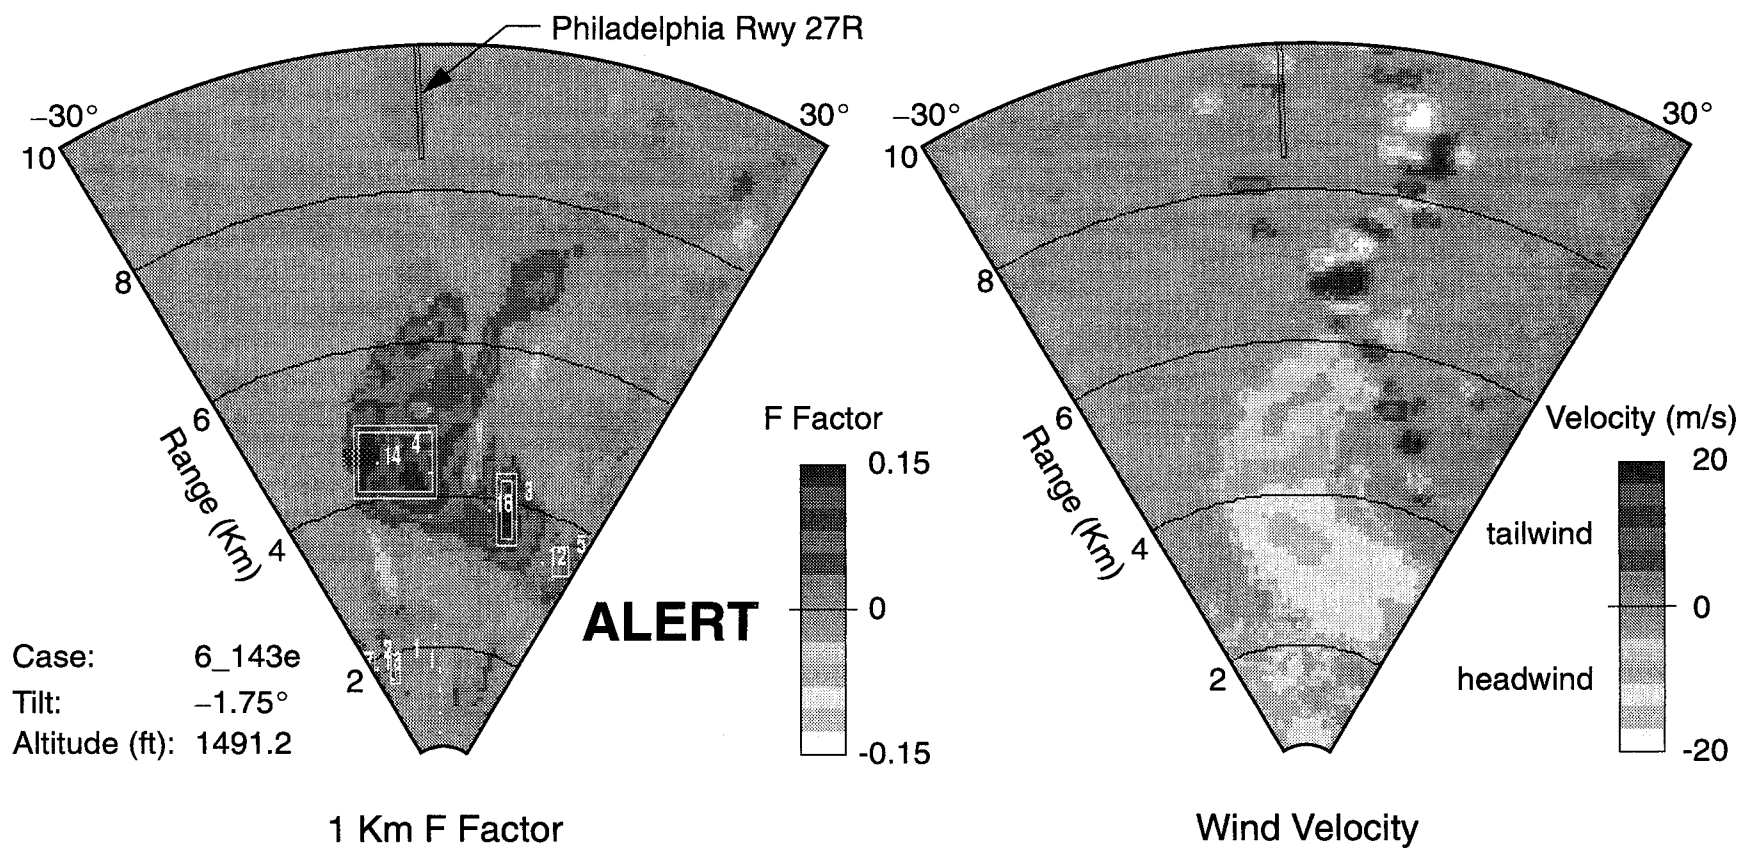 Philadelphia Rwy 27R
−30°
30°
−30°
30°
10
10
8
8
6
6
F Factor
Velocity (m/s)
Range (Km)
Range (Km)
0.15
20
14
4
18
3
12
5
4
4
tailwind
ALERT
0
0
Case: 6_143e
2
1
2
2
headwind
Tilt: −1.75°
Altitude (ft): 1491.2
-0.15
-20
1 Km F Factor
Wind Velocity